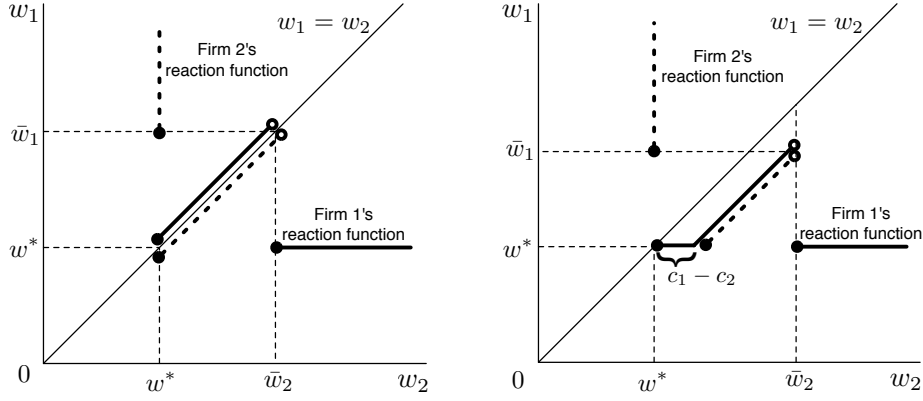 w₁
w₁ = w₂
Firm 2's
reaction function
w̄₁
Firm 1's
reaction function
w*
0
w*
w̄₂
w₂
w₁
w₁ = w₂
Firm 2's
reaction function
w̄₁
Firm 1's
reaction function
w*
c₁ − c₂
0
w*
w̄₂
w₂